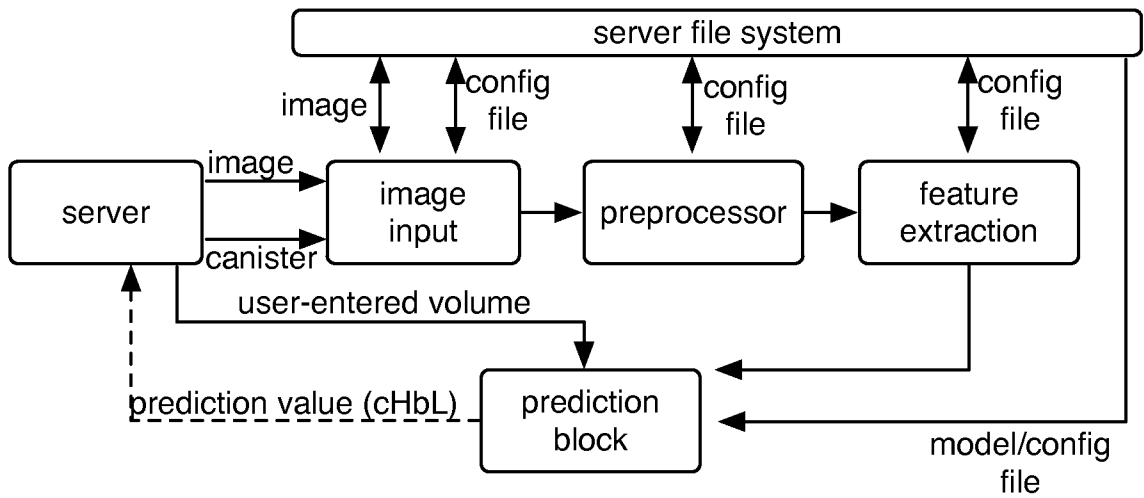 server file system
image
config
file
config
file
config
file
image
server
canister
image
input
preprocessor
feature
extraction
user-entered volume
prediction value (cHbL)
prediction
block
model/config
file